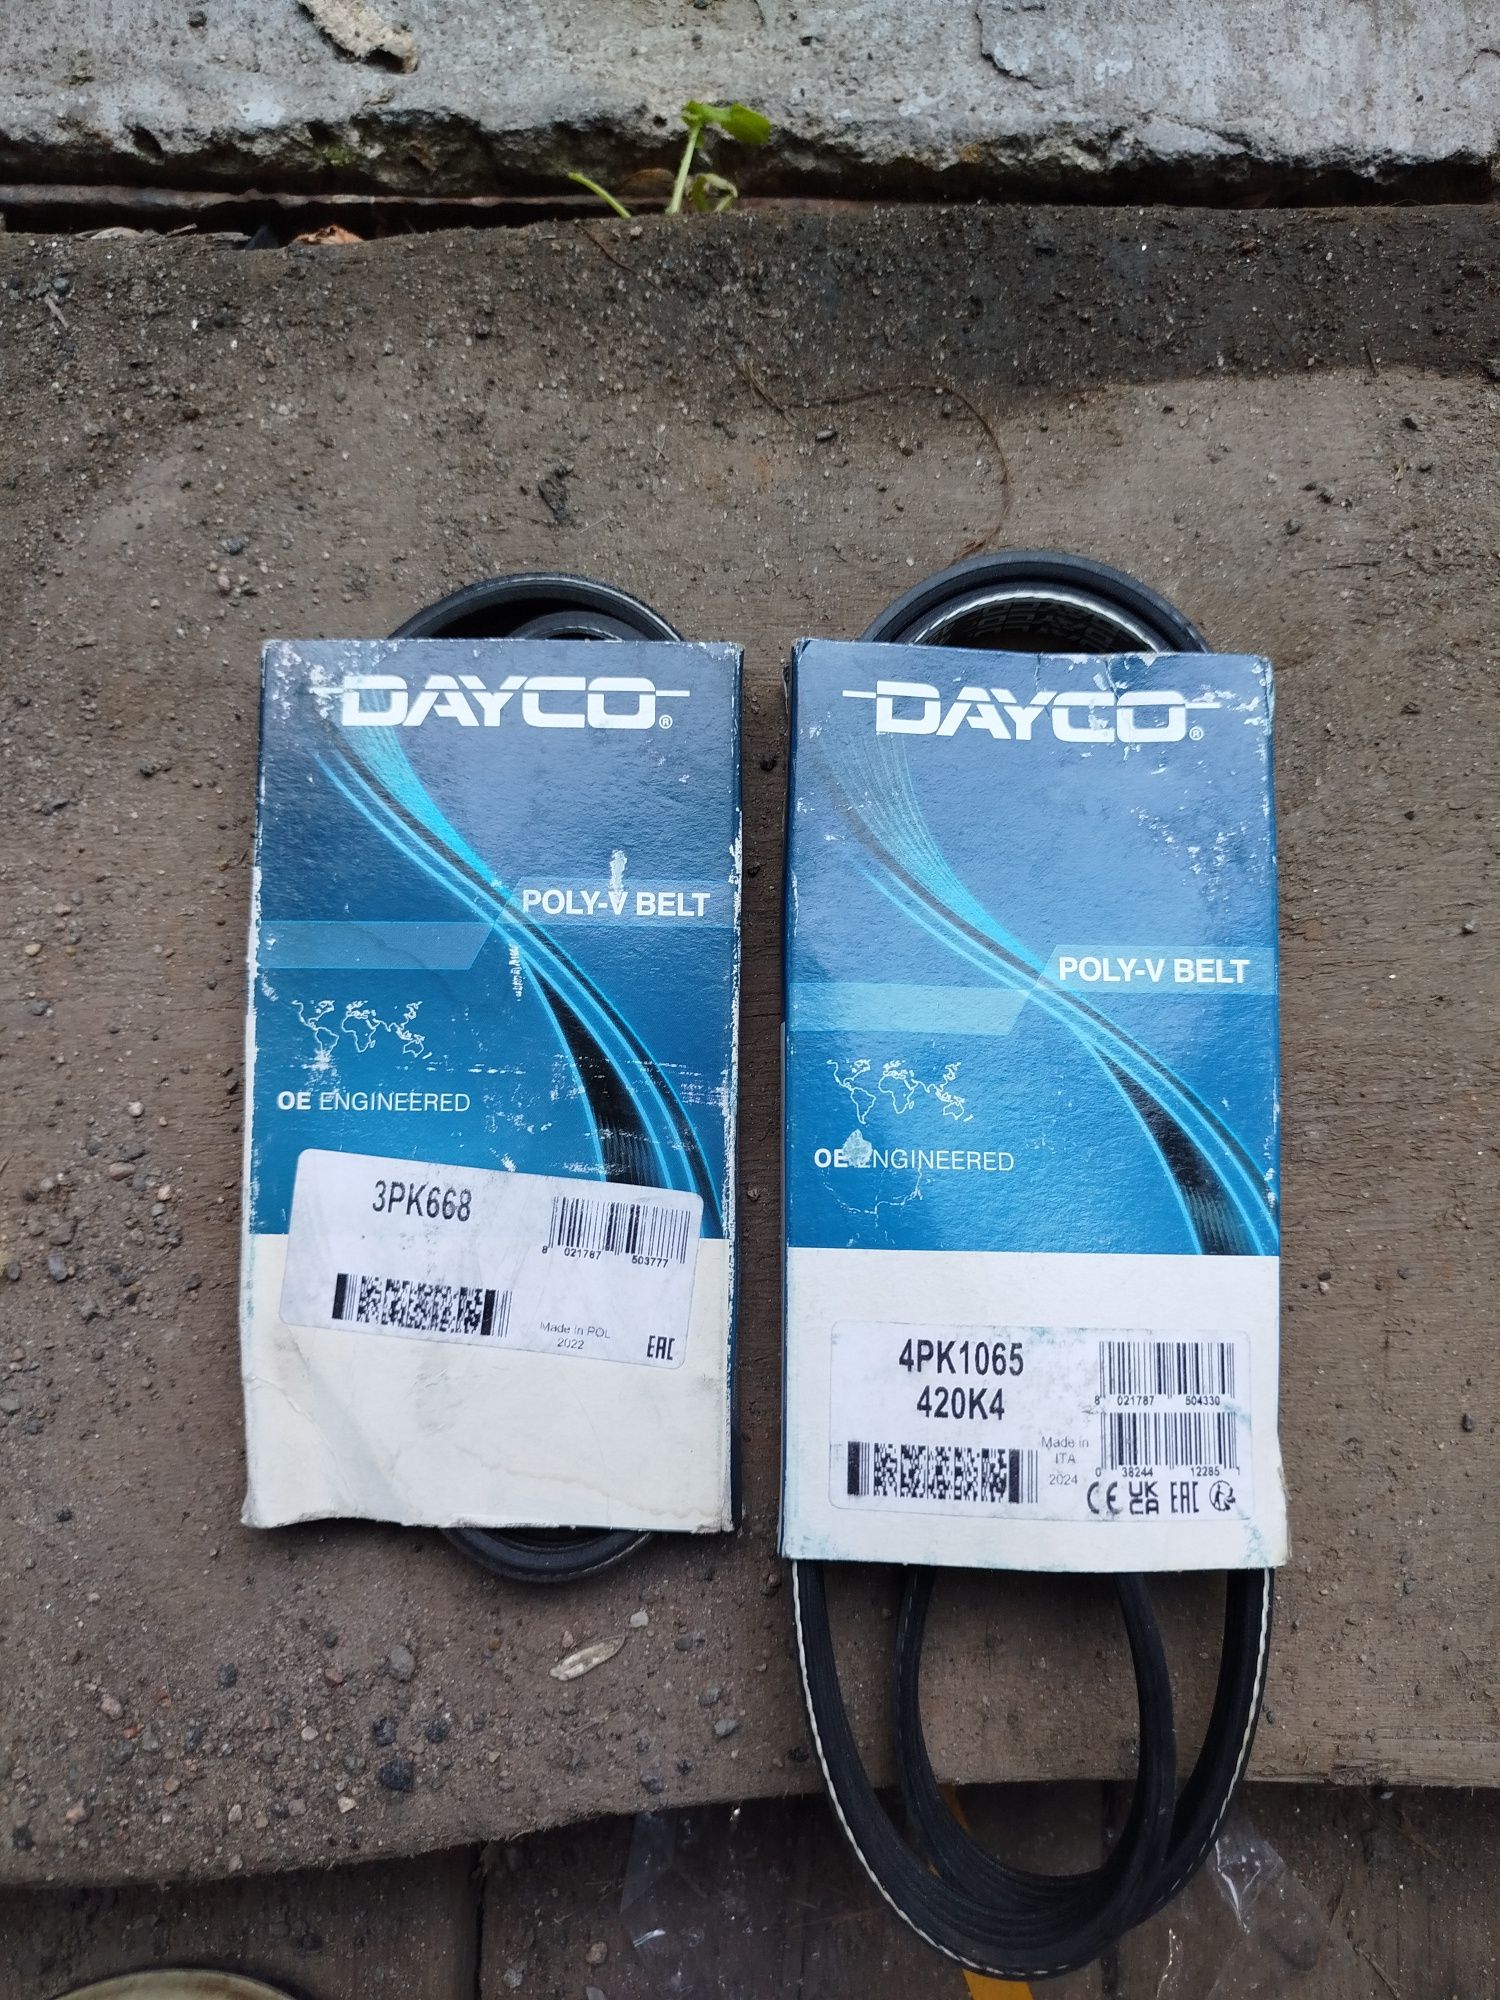 DAYCO®
POLY-V BELT
OE ENGINEERED
3PK668
8 021787 503777
Made in POL
2022
EAC
DAYCO®
POLY-V BELT
OE ENGINEERED
4PK1065
420K4
8 021787 504330
Made in
ITA
2024
0 38244 12285 1
CE UK CA EAC